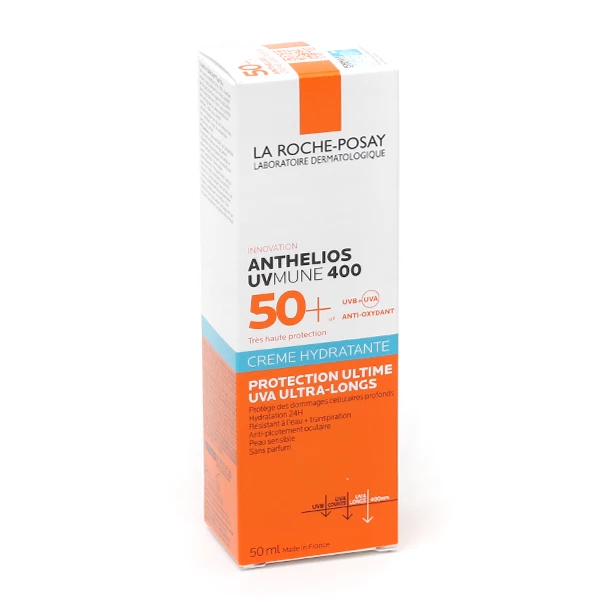 50+
LA ROCHE-POSAY
LABORATOIRE DERMATOLOGIQUE
INNOVATION
ANTHELIOS
UVMUNE 400
50+
UVB+UVA
ANTI-OXYDANT
Très haute protection
CREME HYDRATANTE
PROTECTION ULTIME
UVA ULTRA-LONGS
Protège des dommages cellulaires profonds
Hydratation 24H
Résistant à l'eau + transpiration
Anti-picotement oculaire
Peau sensible
Sans parfum
UVB
UVA
COURTS
UVA
LONGS
400nm
50 ml Made in France